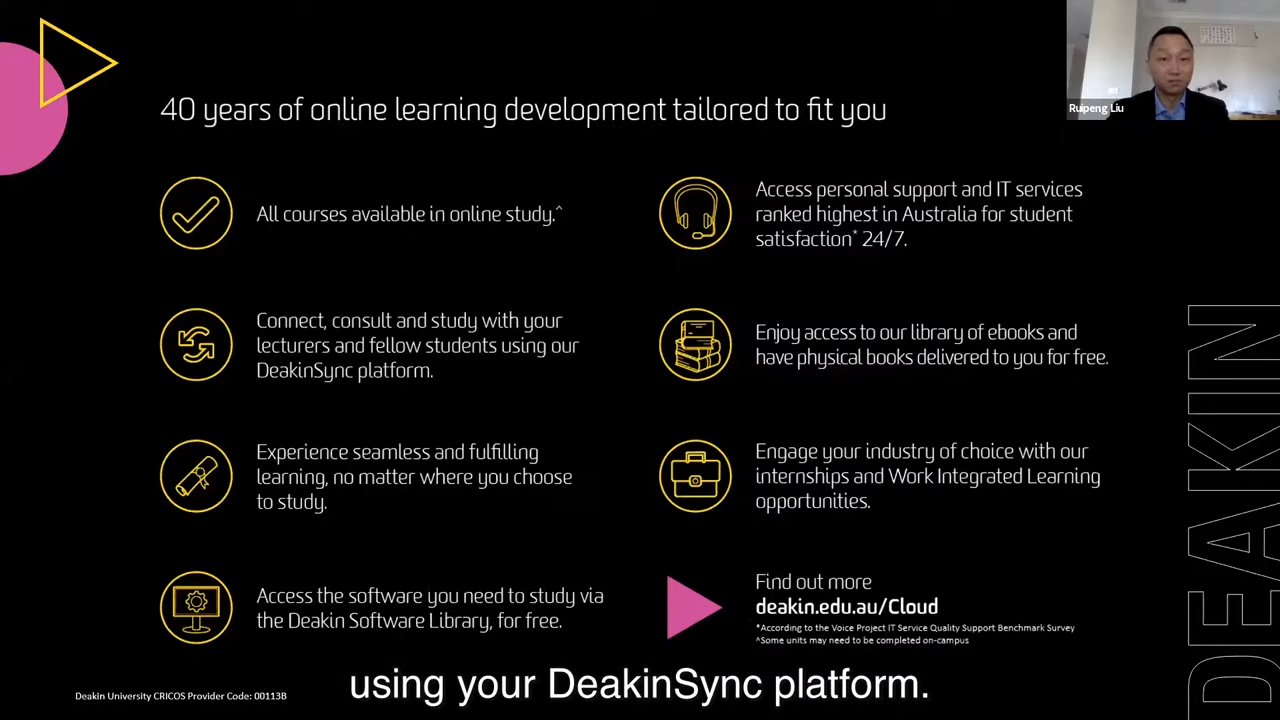 40 years of online learning development tailored to fit you
Ruipeng Liu
All courses available in online study.^
Access personal support and IT services
ranked highest in Australia for student
satisfaction* 24/7.
Connect, consult and study with your
lecturers and fellow students using our
DeakinSync platform.
Enjoy access to our library of ebooks and
have physical books delivered to you for free.
Experience seamless and fulfilling
learning, no matter where you choose
to study.
Engage your industry of choice with our
internships and Work Integrated Learning
opportunities.
Access the software you need to study via
the Deakin Software Library, for free.
Find out more
deakin.edu.au/Cloud
*According to the Voice Project IT Service Quality Support Benchmark Survey
^Some units may need to be completed on-campus
DEAKIN
using your DeakinSync platform.
Deakin University CRICOS Provider Code: 00113B